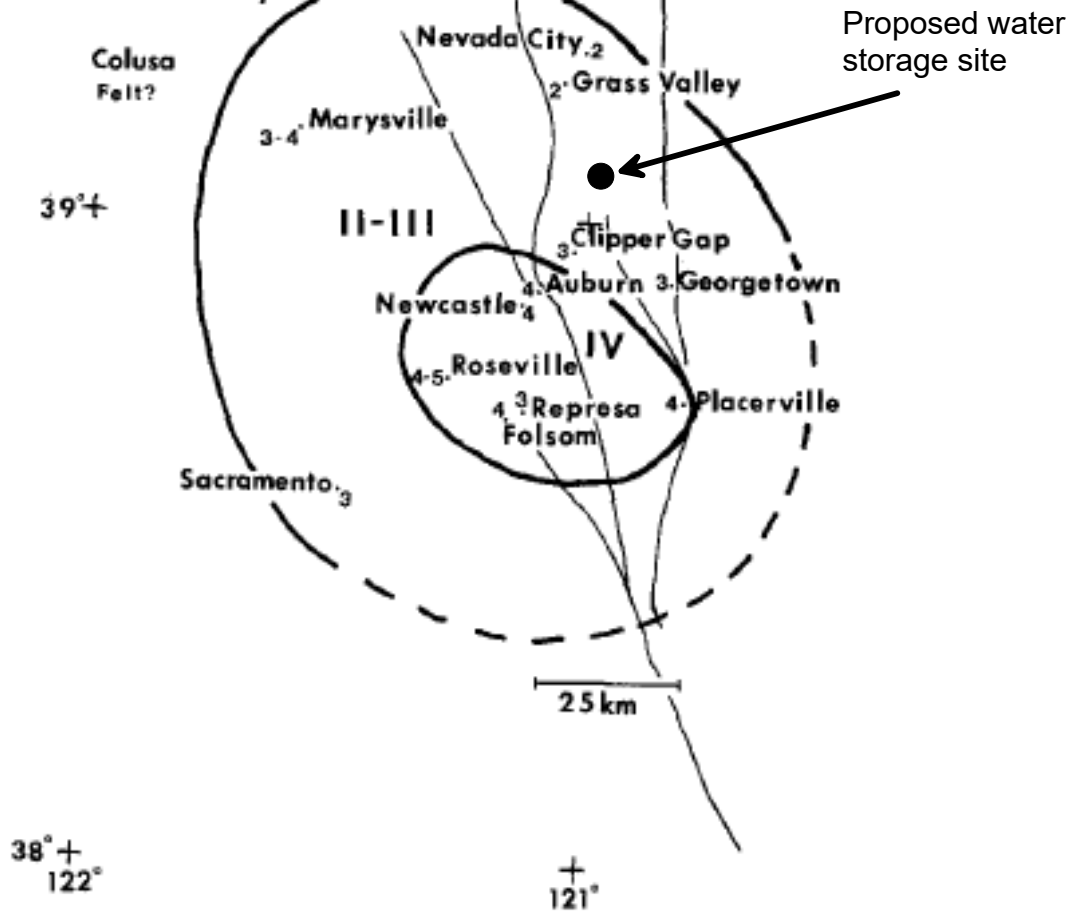 Proposed water
storage site
Nevada City 2
Colusa
Felt?
2 Grass Valley
3-4 Marysville
39°
II-III
3 Clipper Gap
4 Auburn
3 Georgetown
Newcastle 4
IV
4-5 Roseville
4 3 Represa
4 Placerville
Folsom
Sacramento 3
25 km
38°
122°
121°